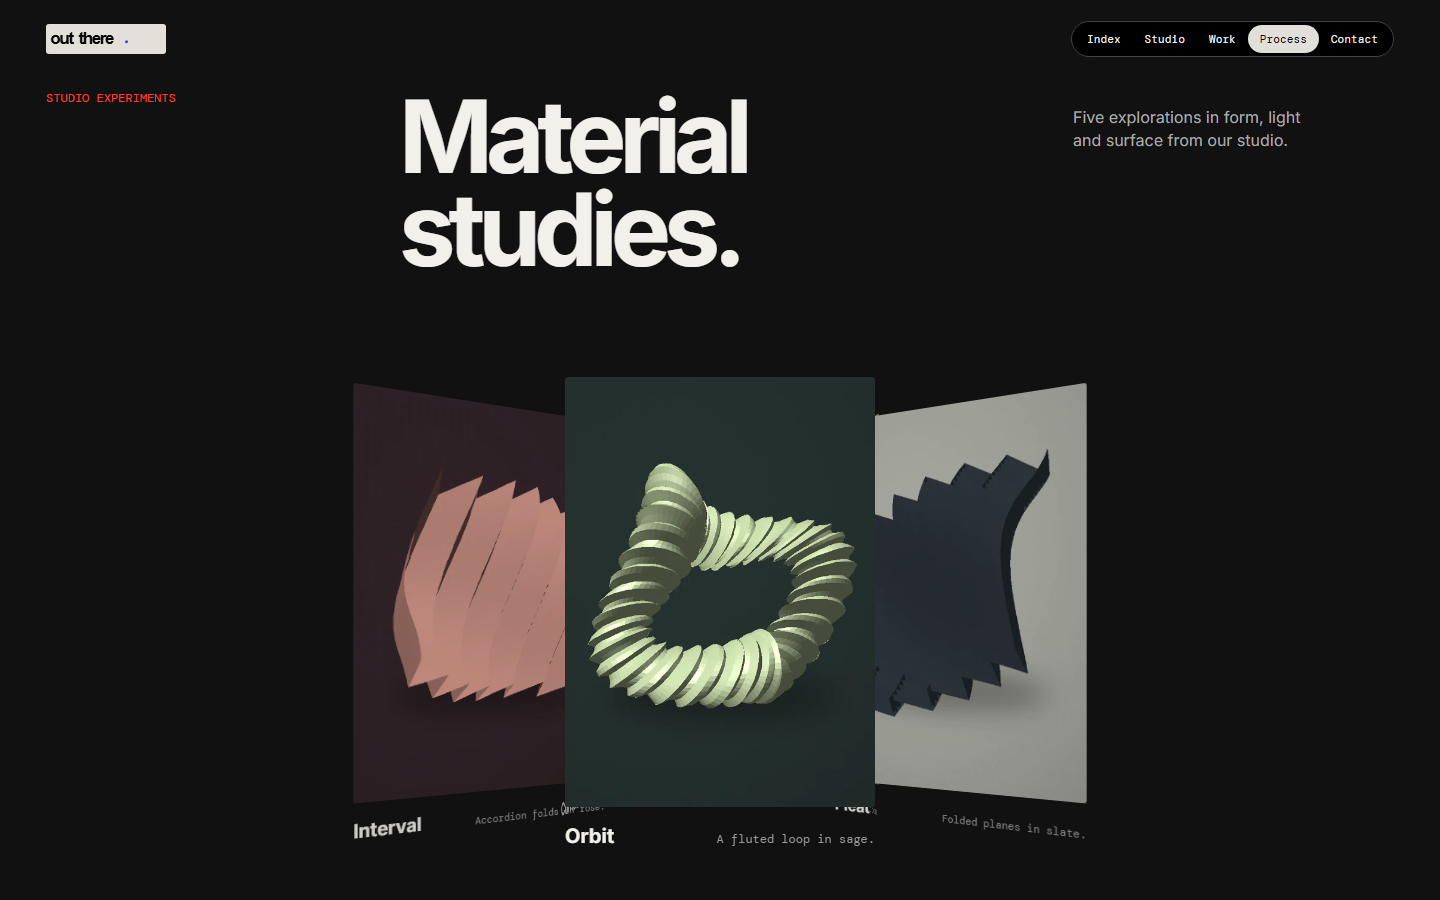 out there .
Index Studio Work Process Contact
STUDIO EXPERIMENTS
Material
studies.
Five explorations in form, light
and surface from our studio.
Interval
Accordion folds
rose.
Orbit
A fluted loop in sage.
Folded planes in slate.